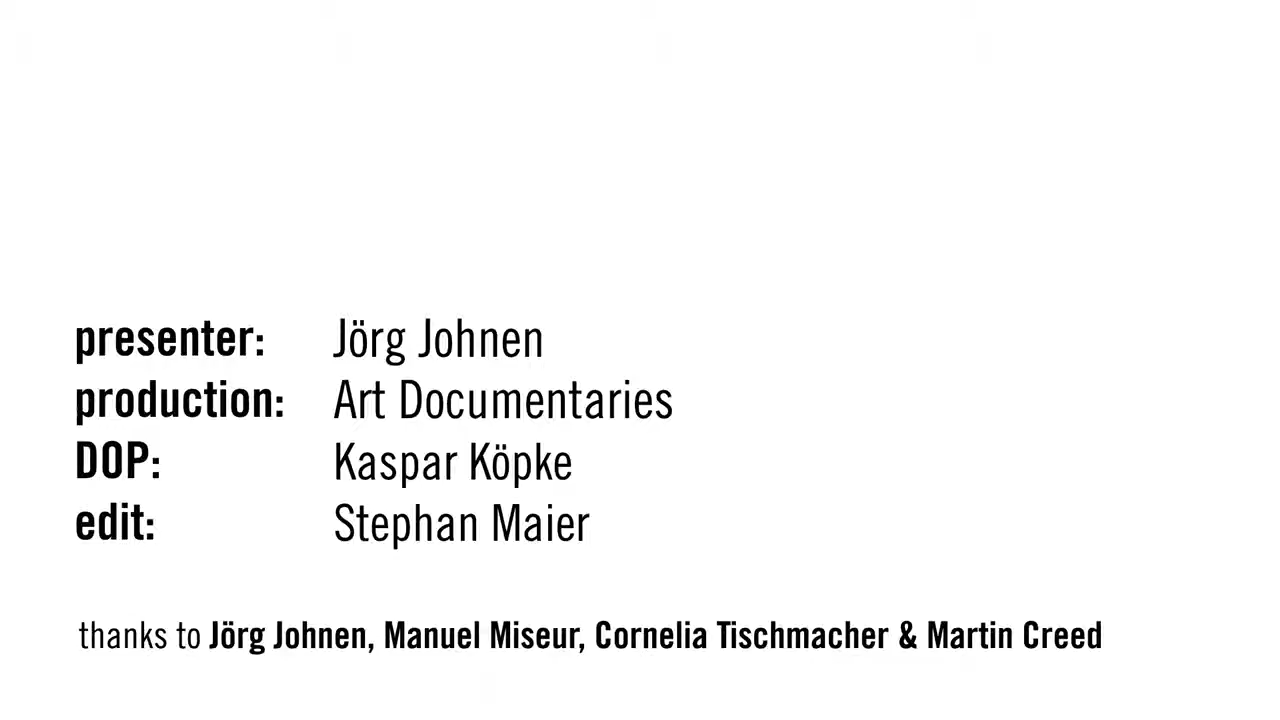 presenter: Jörg Johnen
production: Art Documentaries
DOP: Kaspar Köpke
edit: Stephan Maier
thanks to Jörg Johnen, Manuel Miseur, Cornelia Tischmacher & Martin Creed